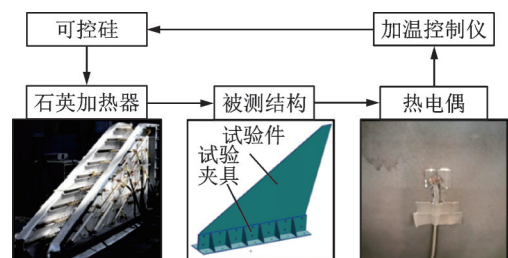 可控硅
加温控制仪
石英加热器
被测结构
热电偶
试验件
试验
夹具